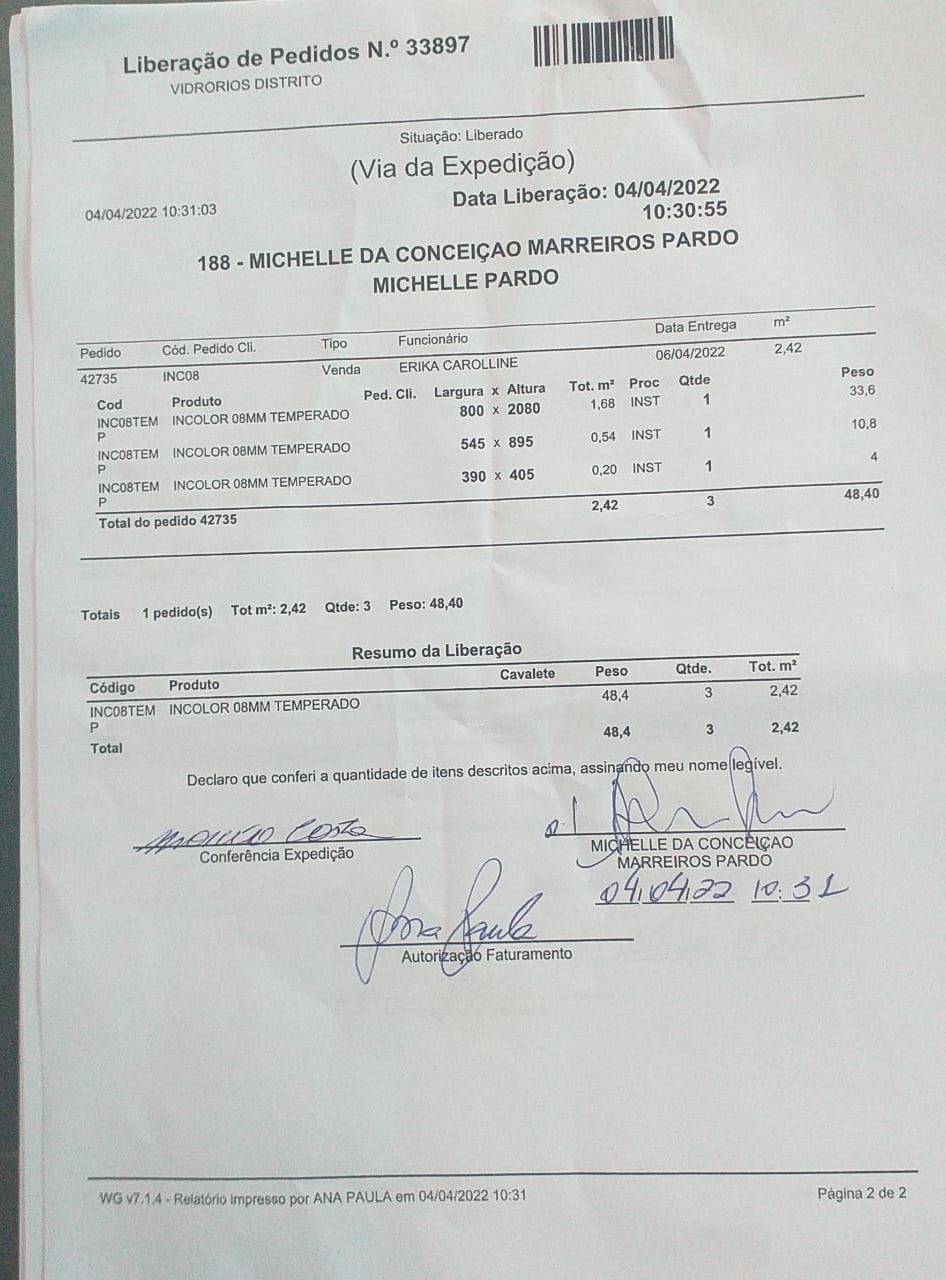 Liberação de Pedidos N.º 33897
VIDRORIOS DISTRITO
Situação: Liberado
(Via da Expedição)
04/04/2022 10:31:03
Data Liberação: 04/04/2022
10:30:55
188 - MICHELLE DA CONCEIÇAO MARREIROS PARDO
MICHELLE PARDO
Pedido Cód. Pedido Cli. Tipo Funcionário Data Entrega m²
42735 INC08 Venda ERIKA CAROLLINE 06/04/2022 2,42
Cod Produto Ped. Cli. Largura x Altura Tot. m² Proc Qtde Peso
INC08TEM INCOLOR 08MM TEMPERADO 800 x 2080 1,68 INST 1 33,6
P
INC08TEM INCOLOR 08MM TEMPERADO 545 x 895 0,54 INST 1 10,8
P
INC08TEM INCOLOR 08MM TEMPERADO 390 x 405 0,20 INST 1 4
P
Total do pedido 42735 2,42 3 48,40
Totais 1 pedido(s) Tot m²: 2,42 Qtde: 3 Peso: 48,40
Resumo da Liberação
Código Produto Cavalete Peso Qtde. Tot. m²
INC08TEM INCOLOR 08MM TEMPERADO 48,4 3 2,42
P
Total 48,4 3 2,42
Declaro que conferi a quantidade de itens descritos acima, assinando meu nome legível.
Costa
Conferência Expedição
MICHELLE DA CONCEIÇAO
MARREIROS PARDO
04,04,22 10:31
Ana Paula
Autorização Faturamento
WG v7.1.4 - Relatório Impresso por ANA PAULA em 04/04/2022 10:31
Página 2 de 2